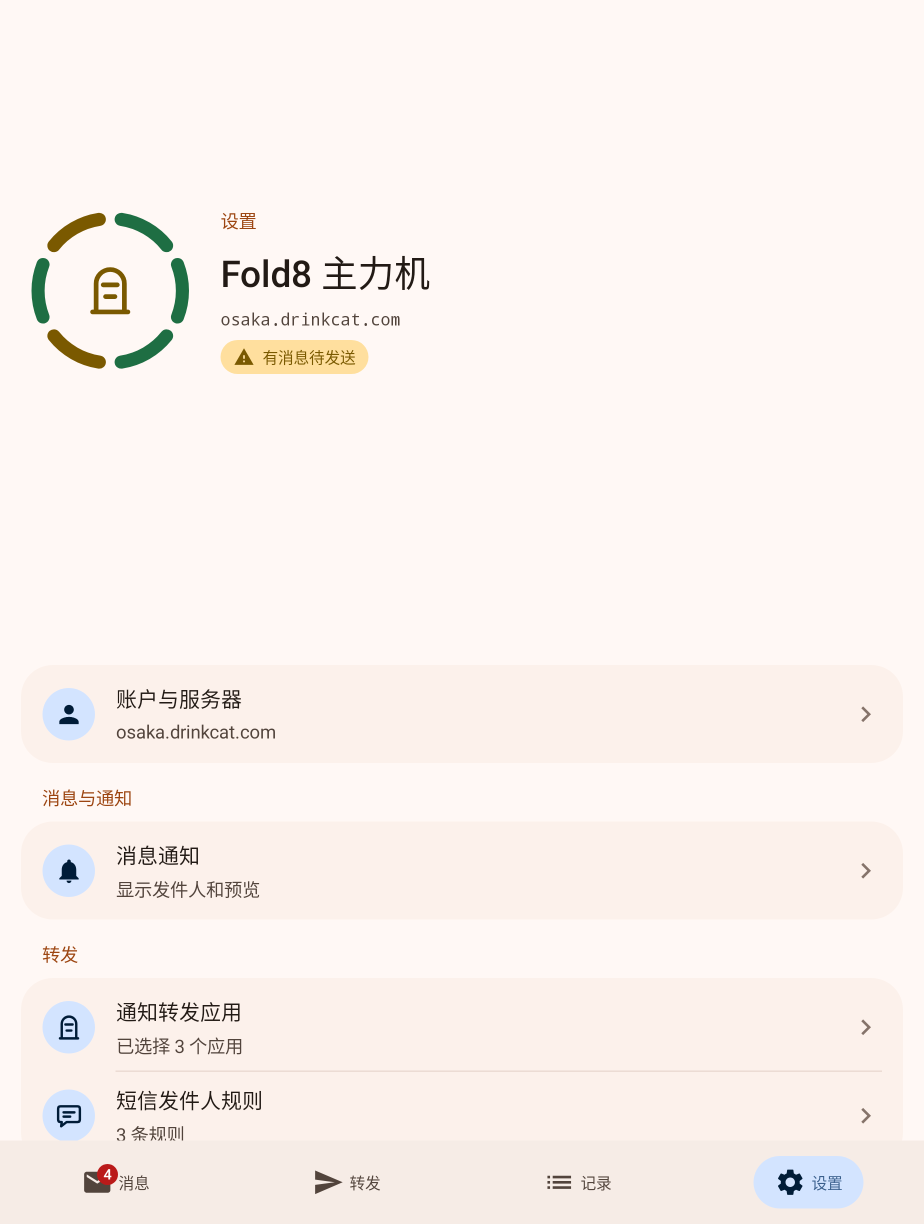 设置
Fold8 主力机
osaka.drinkcat.com
有消息待发送
账户与服务器
osaka.drinkcat.com
消息与通知
消息通知
显示发件人和预览
转发
通知转发应用
已选择 3 个应用
短信发件人规则
3 条规则
4
消息
转发
记录
设置